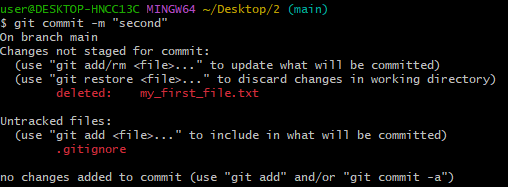 user@DESKTOP-HNCC13C MINGW64 ~/Desktop/2 (main)
$ git commit -m "second"
On branch main
Changes not staged for commit:
  (use "git add/rm <file>..." to update what will be committed)
  (use "git restore <file>..." to discard changes in working directory)
        deleted:    my_first_file.txt

Untracked files:
  (use "git add <file>..." to include in what will be committed)
        .gitignore

no changes added to commit (use "git add" and/or "git commit -a")